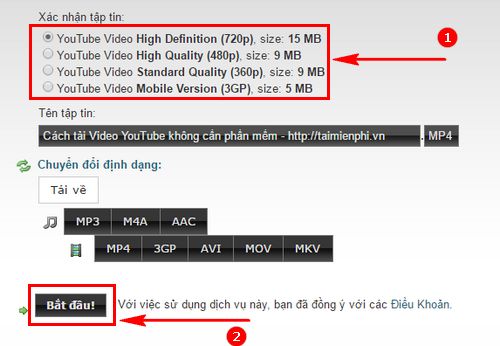 Xác nhận tập tin:
YouTube Video High Definition (720p), size: 15 MB
1
YouTube Video High Quality (480p), size: 9 MB
YouTube Video Standard Quality (360p), size: 9 MB
YouTube Video Mobile Version (3GP), size: 5 MB
Tên tập tin:
Cách tải Video YouTube không cần phần mềm - http://taimienphi.vn . MP4
Chuyển đổi định dạng:
Tải về
MP3 M4A AAC
MP4 3GP AVI MOV MKV
Bắt đầu! Với việc sử dụng dịch vụ này, bạn đã đồng ý với các Điều Khoản.
2